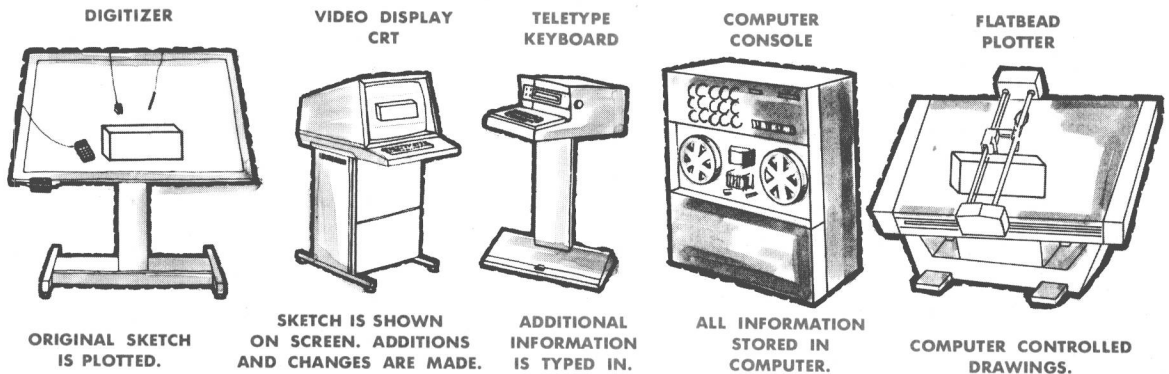 DIGITIZER
VIDEO DISPLAY
CRT
TELETYPE
KEYBOARD
COMPUTER
CONSOLE
FLATBEAD
PLOTTER
ORIGINAL SKETCH
IS PLOTTED.
SKETCH IS SHOWN
ON SCREEN. ADDITIONS
AND CHANGES ARE MADE.
ADDITIONAL
INFORMATION
IS TYPED IN.
ALL INFORMATION
STORED IN
COMPUTER.
COMPUTER CONTROLLED
DRAWINGS.